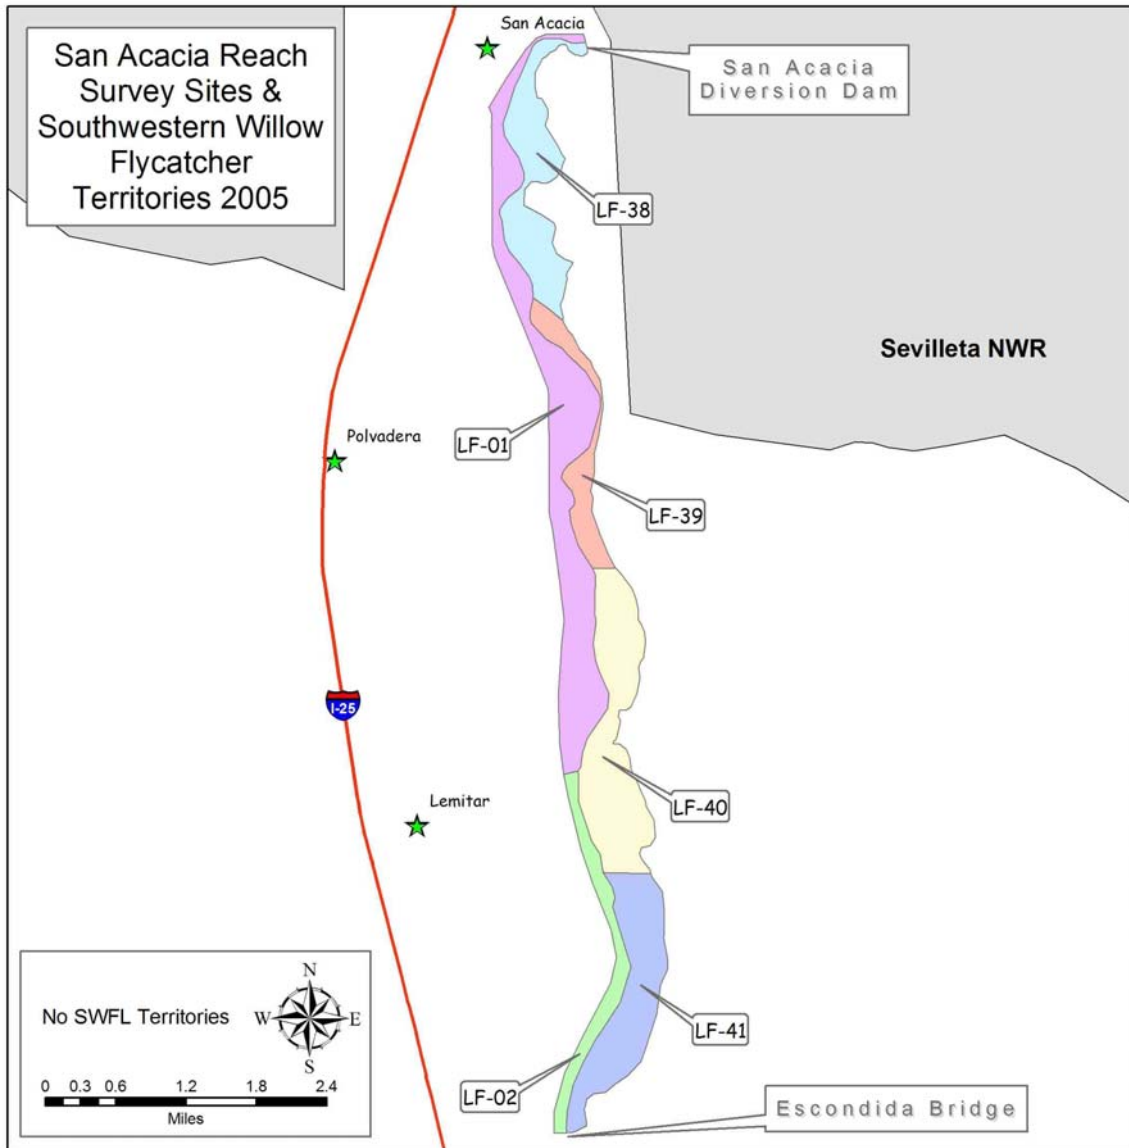 San Acacia Reach
Survey Sites &
Southwestern Willow
Flycatcher
Territories 2005
San Acacia
San Acacia
Diversion Dam
LF-38
Sevilleta NWR
Polvadera
LF-01
LF-39
I-25
Lemitar
LF-40
No SWFL Territories
N
W
E
S
0 0.3 0.6 1.2 1.8 2.4
Miles
LF-41
LF-02
Escondida Bridge